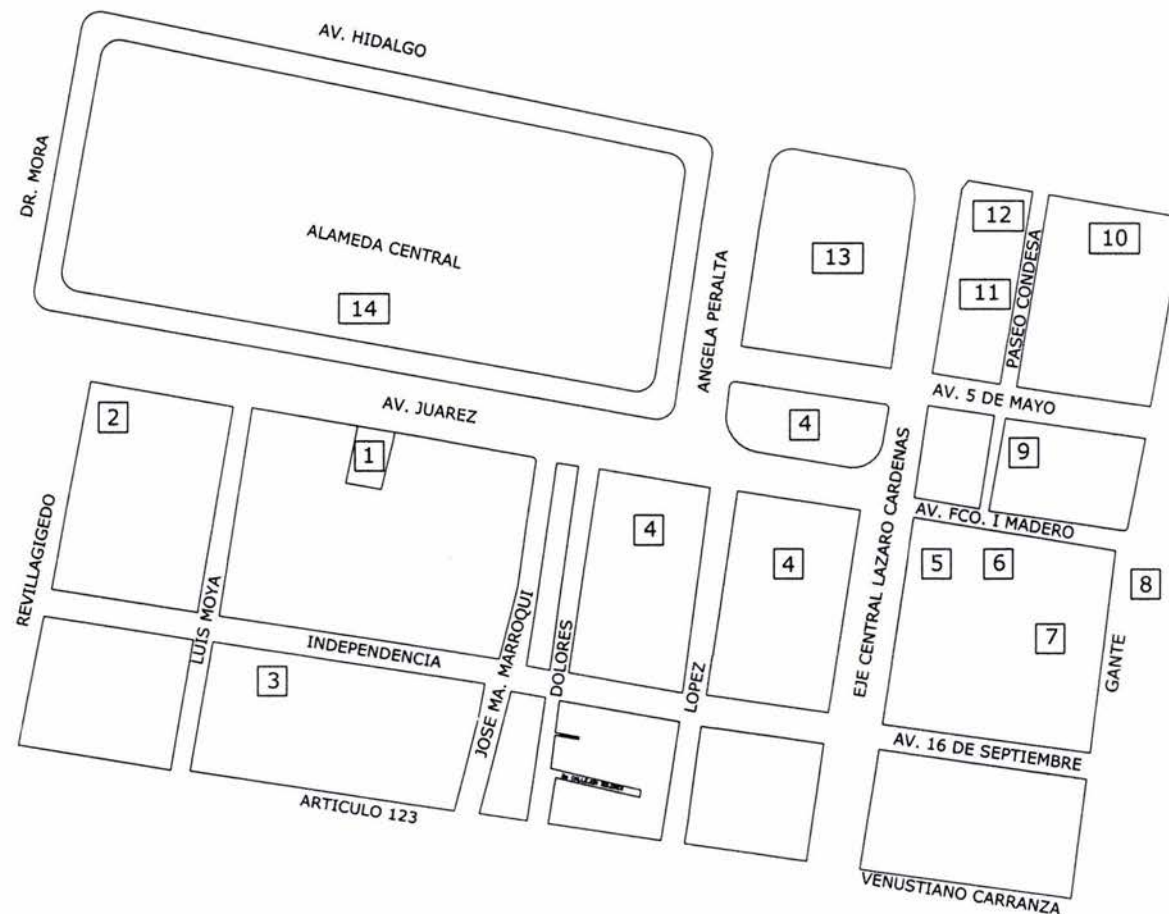 AV. HIDALGO
DR. MORA
ALAMEDA CENTRAL
14
ANGELA PERALTA
13
12
11
10
PASEO CONDESA
AV. JUAREZ
AV. 5 DE MAYO
2
1
4
4
4
9
AV. FCO. I MADERO
EJE CENTRAL LAZARO CARDENAS
5
6
7
8
REVILLAGIGEDO
LUIS MOYA
INDEPENDENCIA
3
JOSE MA. MARROQUI
DOLORES
LOPEZ
GANTE
AV. 16 DE SEPTIEMBRE
ARTICULO 123
VENUSTIANO CARRANZA